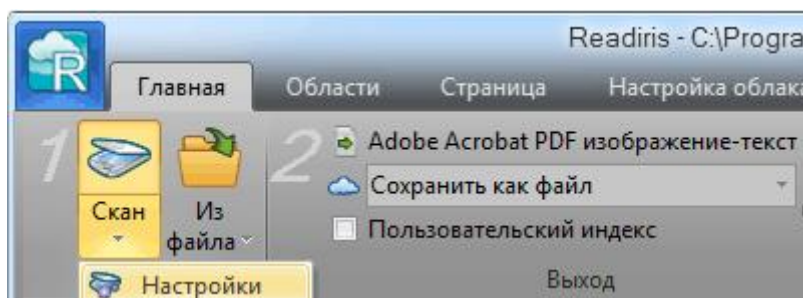 Readiris - C:\Progra
R
Главная Области Страница Настройка облака
1 Скан Из файла
2 Adobe Acrobat PDF изображение-текст
Сохранить как файл
Пользовательский индекс
Настройки
Выход